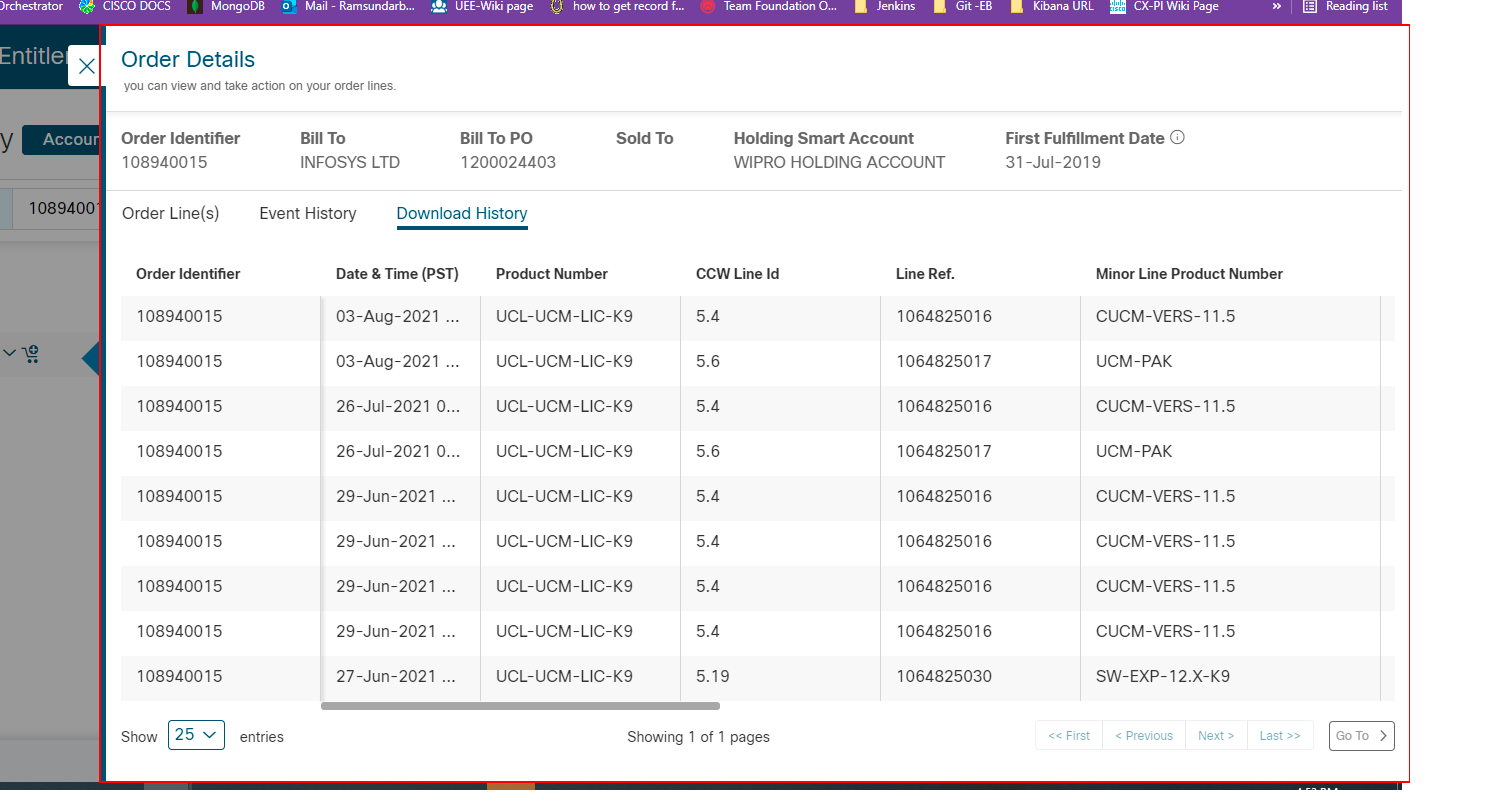 Orchestrator CISCO DOCS MongoDB Mail - Ramsundarb... UEE-Wiki page how to get record f... Team Foundation O... Jenkins Git -EB Kibana URL CX-PI Wiki Page » Reading list
Entitle
Order Details
you can view and take action on your order lines.
y Accour
Order Identifier Bill To Bill To PO Sold To Holding Smart Account First Fulfillment Date
108940015 INFOSYS LTD 1200024403 WIPRO HOLDING ACCOUNT 31-Jul-2019
10894001
Order Line(s) Event History Download History
Order Identifier Date & Time (PST) Product Number CCW Line Id Line Ref. Minor Line Product Number
108940015 03-Aug-2021 ... UCL-UCM-LIC-K9 5.4 1064825016 CUCM-VERS-11.5
108940015 03-Aug-2021 ... UCL-UCM-LIC-K9 5.6 1064825017 UCM-PAK
108940015 26-Jul-2021 0... UCL-UCM-LIC-K9 5.4 1064825016 CUCM-VERS-11.5
108940015 26-Jul-2021 0... UCL-UCM-LIC-K9 5.6 1064825017 UCM-PAK
108940015 29-Jun-2021 ... UCL-UCM-LIC-K9 5.4 1064825016 CUCM-VERS-11.5
108940015 29-Jun-2021 ... UCL-UCM-LIC-K9 5.4 1064825016 CUCM-VERS-11.5
108940015 29-Jun-2021 ... UCL-UCM-LIC-K9 5.4 1064825016 CUCM-VERS-11.5
108940015 29-Jun-2021 ... UCL-UCM-LIC-K9 5.4 1064825016 CUCM-VERS-11.5
108940015 27-Jun-2021 ... UCL-UCM-LIC-K9 5.19 1064825030 SW-EXP-12.X-K9
Show 25 entries Showing 1 of 1 pages << First < Previous Next > Last >> Go To